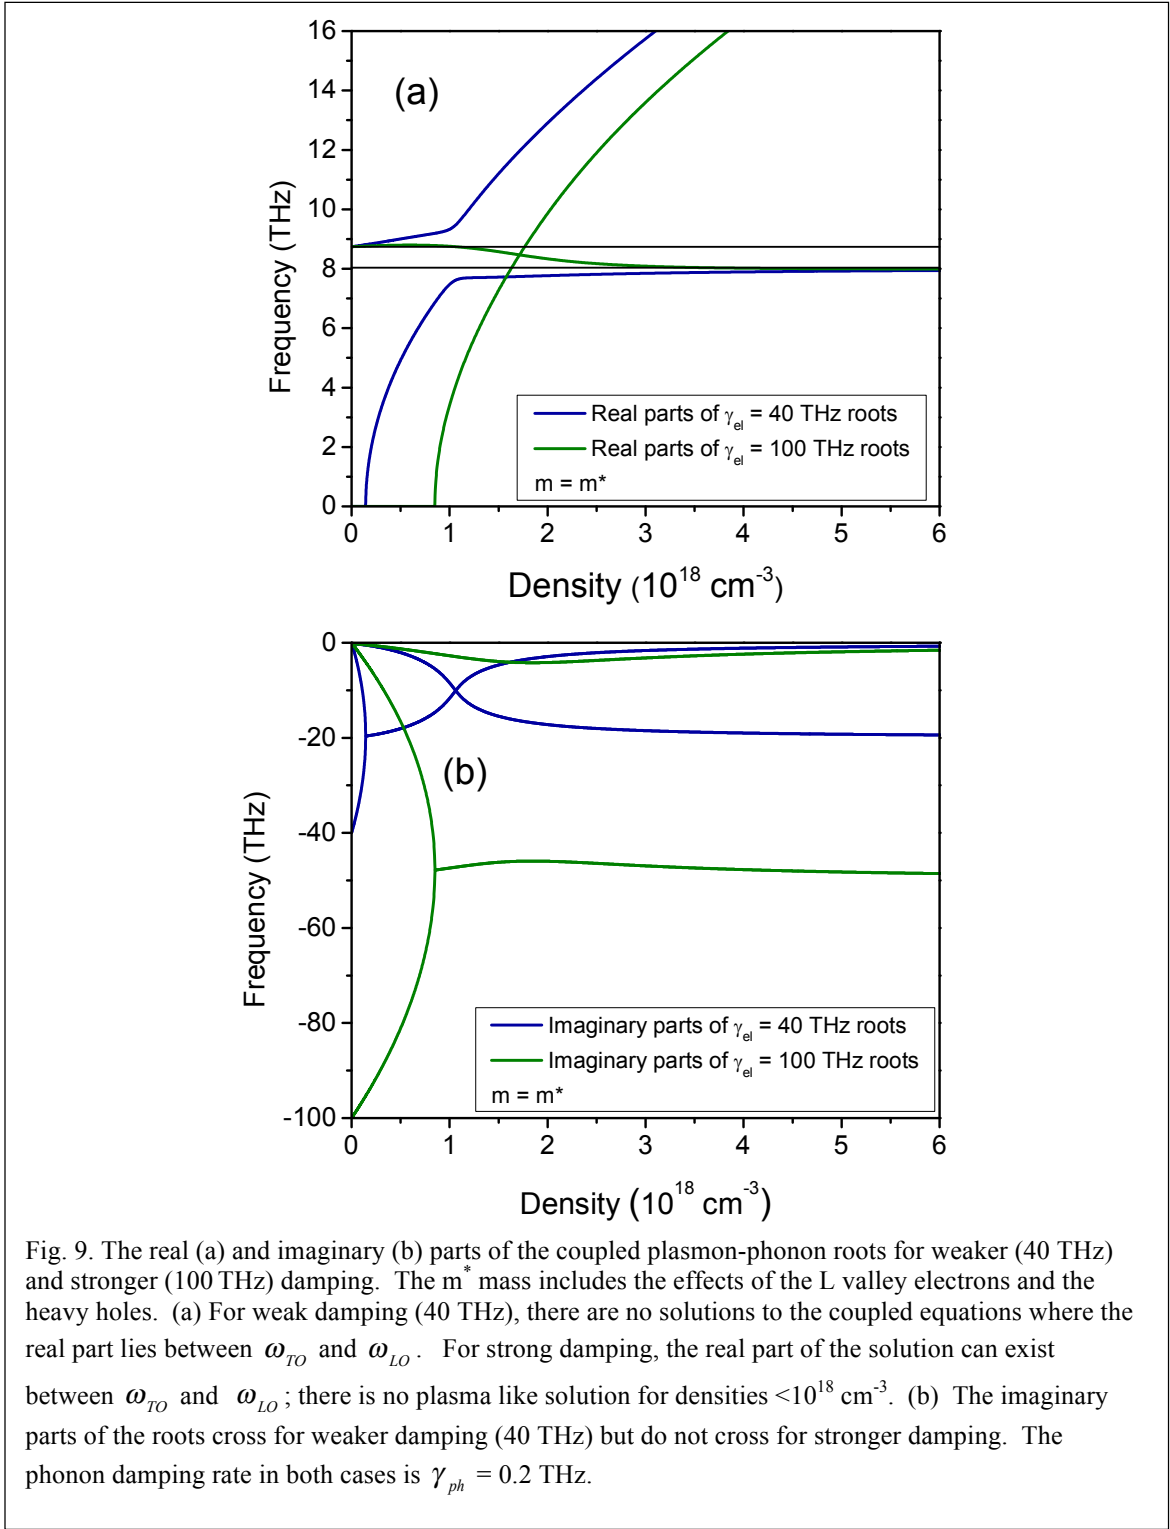 16
14
12
10
8
6
4
2
0
Frequency (THz)
(a)
Real parts of γel = 40 THz roots
Real parts of γel = 100 THz roots
m = m*
0 1 2 3 4 5 6
Density (10^18 cm^-3)
0
-20
-40
-60
-80
-100
Frequency (THz)
(b)
Imaginary parts of γel = 40 THz roots
Imaginary parts of γel = 100 THz roots
m = m*
0 1 2 3 4 5 6
Density (10^18 cm^-3)
Fig. 9. The real (a) and imaginary (b) parts of the coupled plasmon-phonon roots for weaker (40 THz)
and stronger (100 THz) damping. The m* mass includes the effects of the L valley electrons and the
heavy holes. (a) For weak damping (40 THz), there are no solutions to the coupled equations where the
real part lies between ω_TO and ω_LO. For strong damping, the real part of the solution can exist
between ω_TO and ω_LO; there is no plasma like solution for densities <10^18 cm^-3. (b) The imaginary
parts of the roots cross for weaker damping (40 THz) but do not cross for stronger damping. The
phonon damping rate in both cases is γ_ph = 0.2 THz.